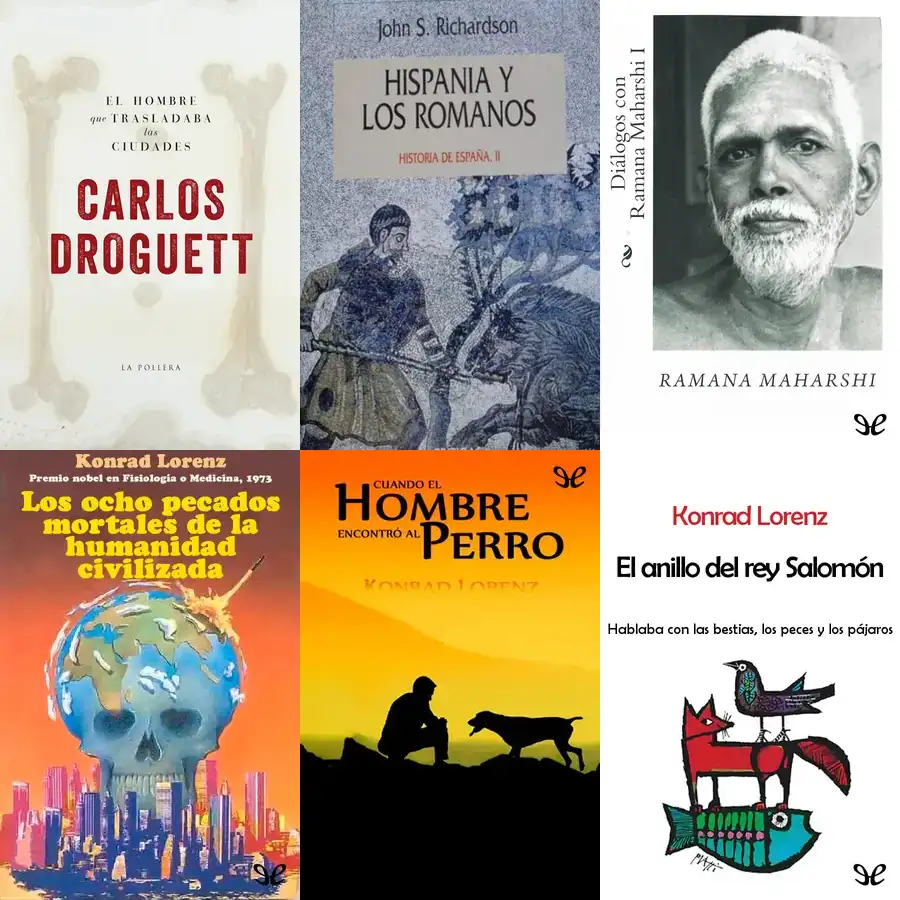 EL HOMBRE
que TRASLADABA
las
CIUDADES
CARLOS
DROGUETT
LA POLLERA
John S. Richardson
HISPANIA Y
LOS ROMANOS
HISTORIA DE ESPAÑA, II
Diálogos con
Ramana Maharshi I
RAMANA MAHARSHI
Konrad Lorenz
Premio nobel en Fisiología o Medicina, 1973
Los ocho pecados
mortales de la
humanidad
civilizada
CUANDO EL
HOMBRE
ENCONTRÓ AL
PERRO
KONRAD LORENZ
Konrad Lorenz
El anillo del rey Salomón
Hablaba con las bestias, los peces y los pájaros